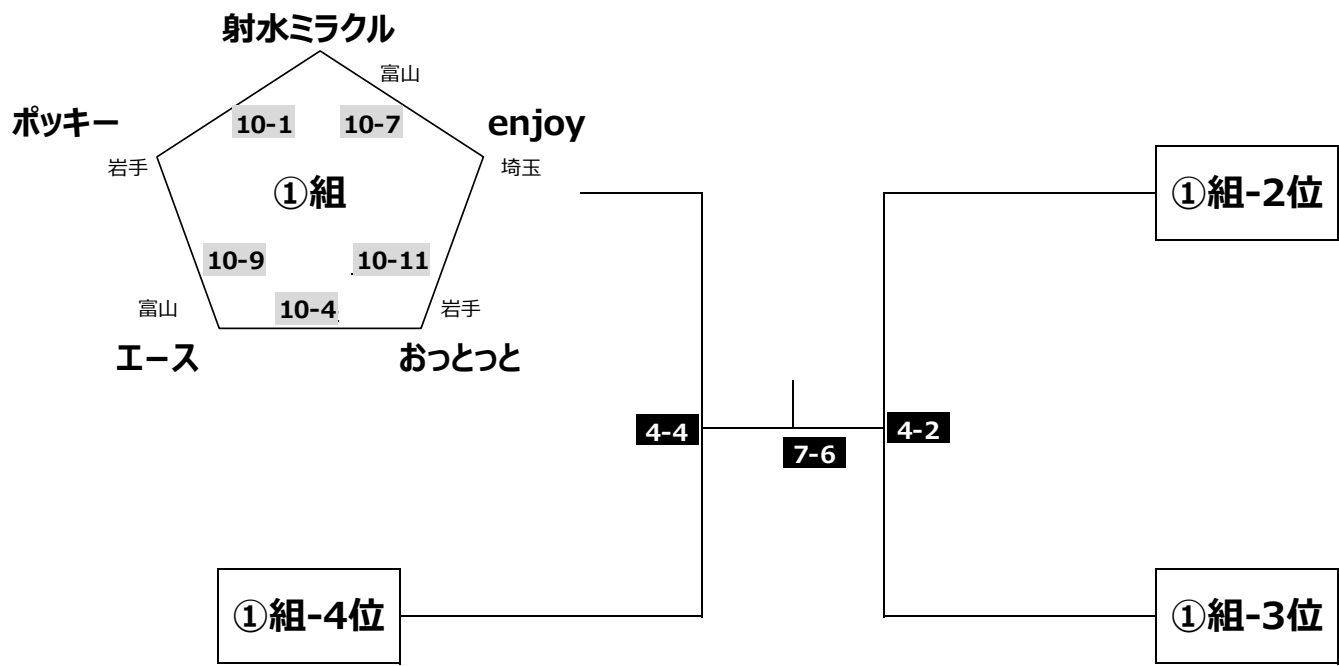 射水ミラクル
富山
ポッキー
10-1
10-7
enjoy
岩手
埼玉
①組
①組-2位
10-9
10-11
富山
10-4
岩手
エース
おっとっと
4-4
4-2
7-6
①組-4位
①組-3位